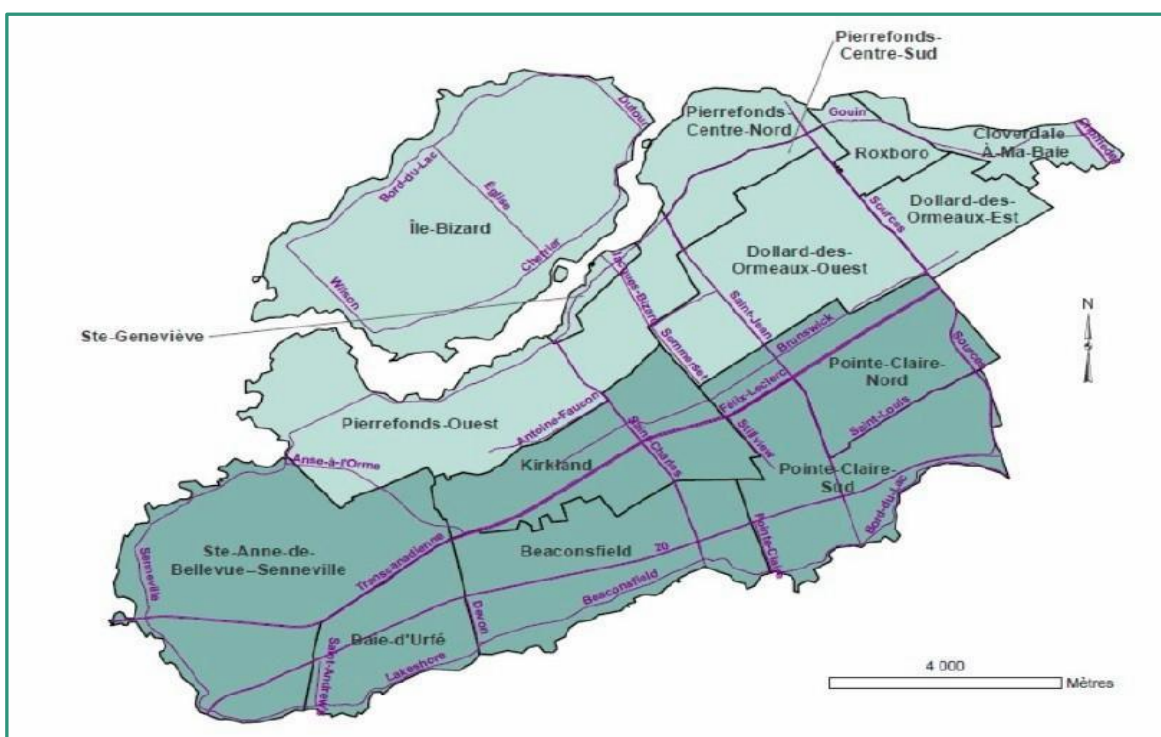 Pierrefonds-
Centre-Sud
Pierrefonds-
Centre-Nord
Gouin
Cloverdale
À-Ma-Baie
Roxboro
Dufour
Bord-du-Lac
Église
Île-Bizard
Cherrier
Wilson
Sources
Dollard-des-
Ormeaux-Est
Dollard-des-
Ormeaux-Ouest
Jacques-Bizard
Saint-Jean
Ste-Geneviève
Sommerset
Brunswick
N
Pointe-Claire-
Nord
Sources
Félix-Leclerc
Saint-Louis
Pierrefonds-Ouest
Antoine-Faucon
Saint-Charles
Stillview
Anse-à-l'Orme
Kirkland
Pointe-Claire-
Sud
Bord-du-Lac
Pointe-Claire
Senneville
Ste-Anne-de-
Bellevue–Senneville
Transcanadienne
Beaconsfield
20
Beaconsfield
Devon
Baie-d'Urfé
Saint-Andrew's
Lakeshore
4 000
Mètres